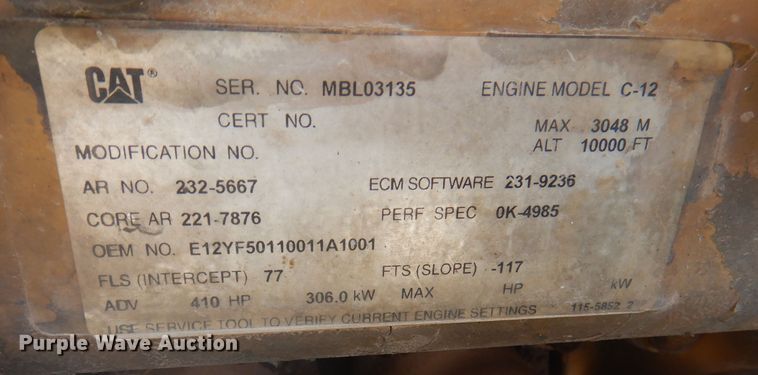 CAT® SER. NO. MBL03135 ENGINE MODEL C-12
CERT NO. MAX 3048 M
MODIFICATION NO. ALT 10000 FT
AR NO. 232-5667 ECM SOFTWARE 231-9236
CORE AR 221-7876 PERF SPEC 0K-4985
OEM NO. E12YF50110011A1001
FLS (INTERCEPT) 77 FTS (SLOPE) -117
ADV 410 HP 306.0 kW MAX HP kW
USE SERVICE TOOL TO VERIFY CURRENT ENGINE SETTINGS 115-5852 2
Purple Wave Auction